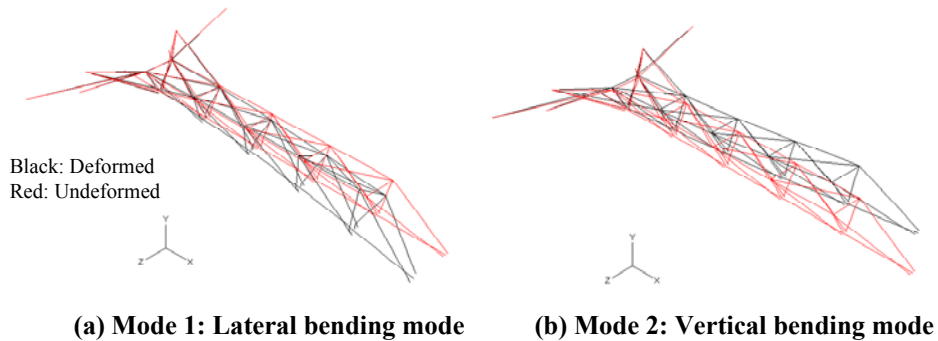 Black: Deformed
Red: Undeformed
Y
Z
X
Y
Z
X
(a) Mode 1: Lateral bending mode
(b) Mode 2: Vertical bending mode